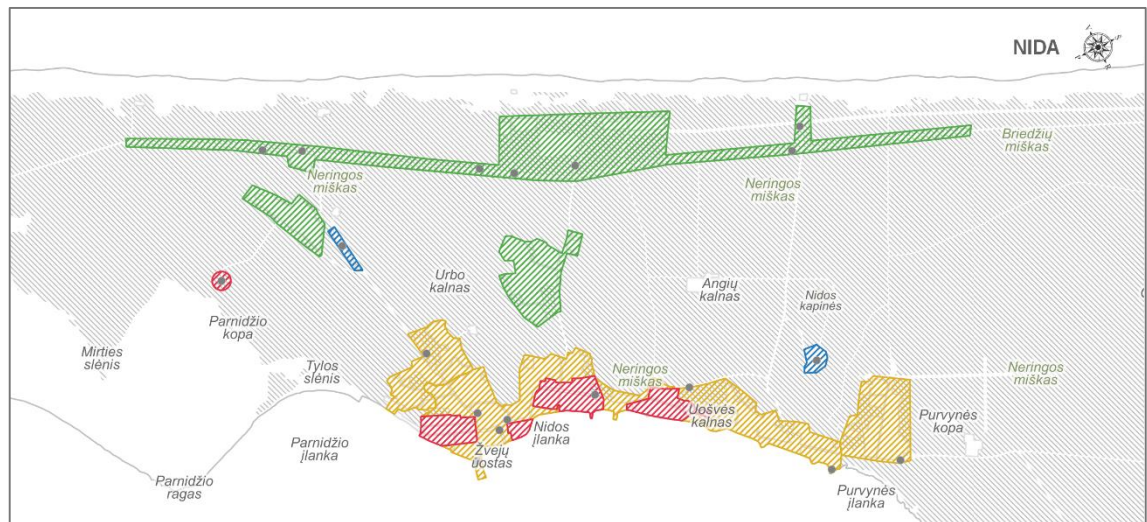 NIDA
Briedžių
miškas
Neringos
miškas
Neringos
miškas
Urbo
kalnas
Angių
kalnas
Nidos
kapinės
Parnidžio
kopa
Mirties
slėnis
Tylos
slėnis
Neringos
miškas
Neringos
miškas
Uošvės
kalnas
Purvynės
kopa
Nidos
įlanka
Parnidžio
įlanka
Žvejų
uostas
Parnidžio
ragas
Purvynės
įlanka